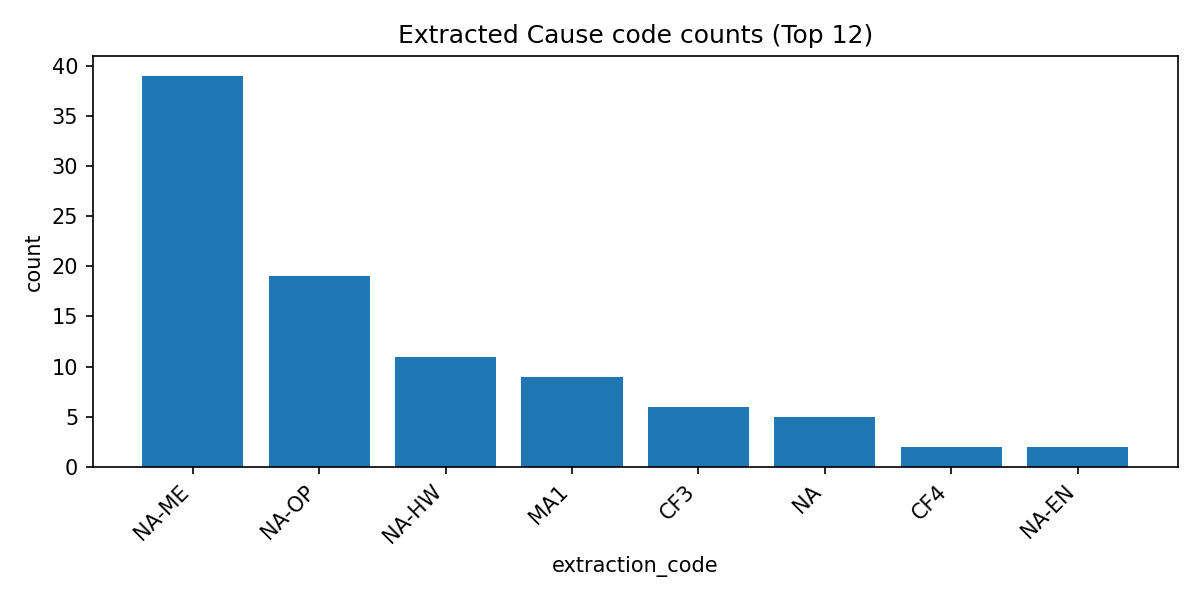 Extracted Cause code counts (Top 12)
40
35
30
25
20
15
10
5
0
count
NA-ME
NA-OP
NA-HW
MA1
CF3
NA
CF4
NA-EN
extraction_code